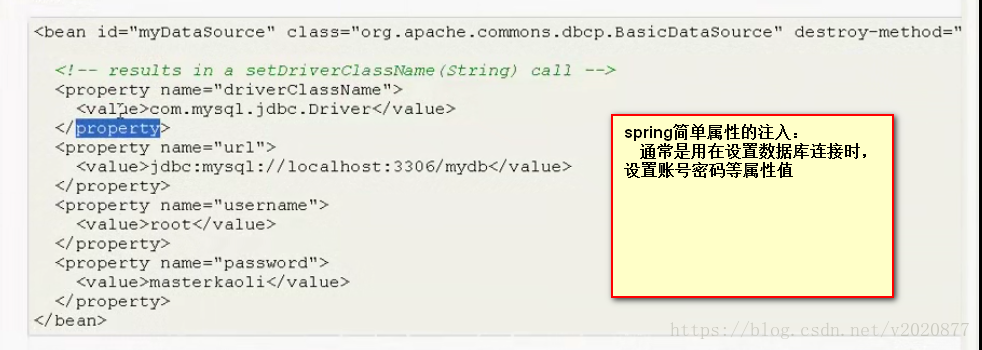 <bean id="myDataSource" class="org.apache.commons.dbcp.BasicDataSource" destroy-method="
<!-- results in a setDriverClassName(String) call -->
<property name="driverClassName">
<value>com.mysql.jdbc.Driver</value>
</property>
<property name="url">
<value>jdbc:mysql://localhost:3306/mydb</value>
</property>
<property name="username">
<value>root</value>
</property>
<property name="password">
<value>masterkaoli</value>
</property>
</bean>
spring简单属性的注入：
通常是用在设置数据库连接时，
设置账号密码等属性值
https://blog.csdn.net/v2020877